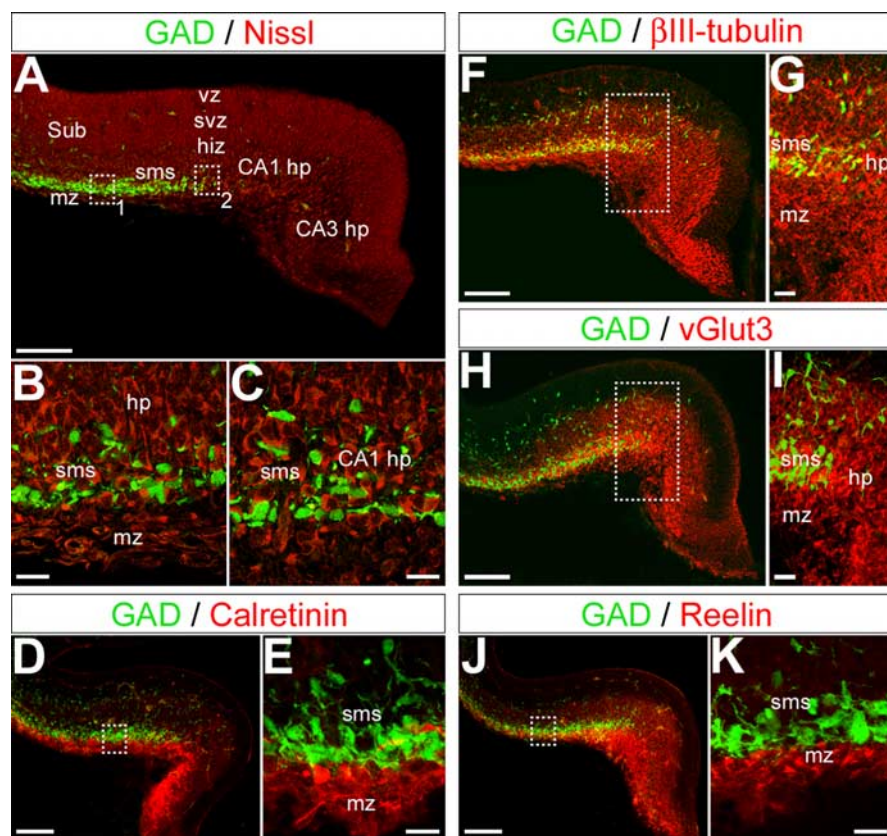 GAD / Nissl
A
vz
Sub
svz
hiz
sms
CA1 hp
mz
1
2
CA3 hp
B
hp
sms
mz
C
sms
CA1 hp
GAD / Calretinin
D
E
sms
mz
GAD / βIII-tubulin
F
G
sms
hp
mz
GAD / vGlut3
H
I
sms
hp
mz
GAD / Reelin
J
K
sms
mz